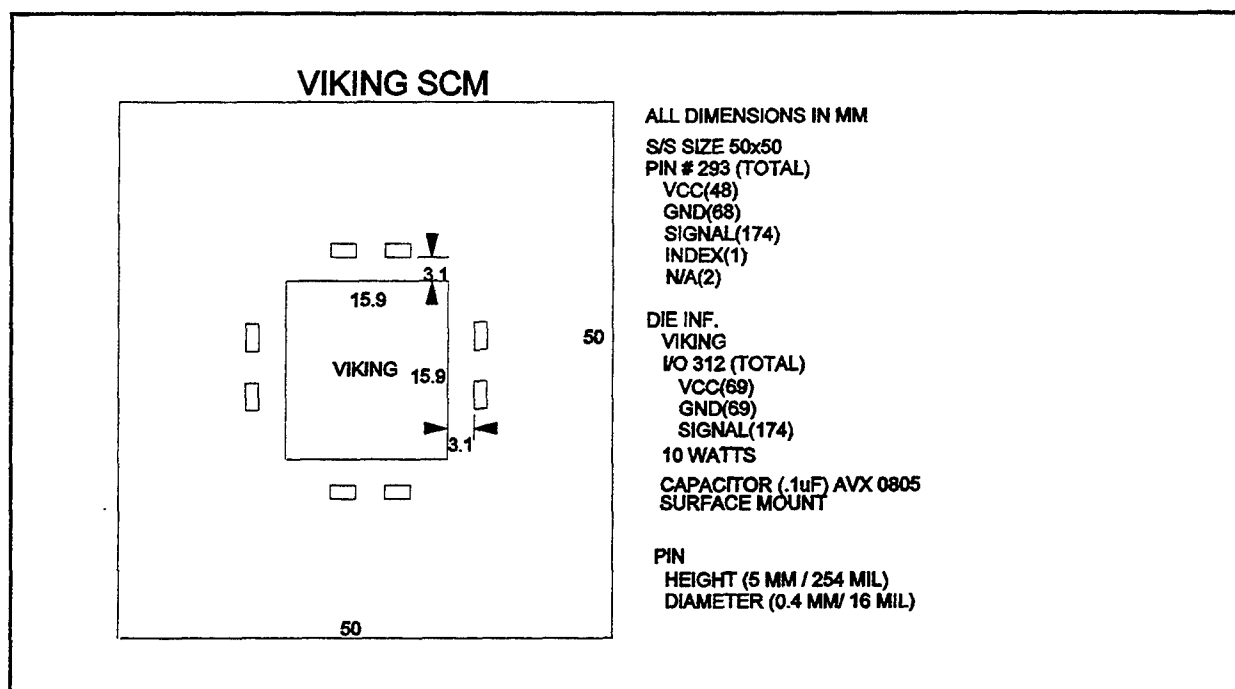 VIKING SCM
ALL DIMENSIONS IN MM
S/S SIZE 50x50
PIN # 293 (TOTAL)
VCC(48)
GND(68)
SIGNAL(174)
INDEX(1)
N/A(2)
3.1
15.9
VIKING
15.9
50
3.1
50
DIE INF.
VIKING
I/O 312 (TOTAL)
VCC(69)
GND(69)
SIGNAL(174)
10 WATTS
CAPACITOR (.1uF) AVX 0805
SURFACE MOUNT
PIN
HEIGHT (5 MM / 254 MIL)
DIAMETER (0.4 MM/ 16 MIL)